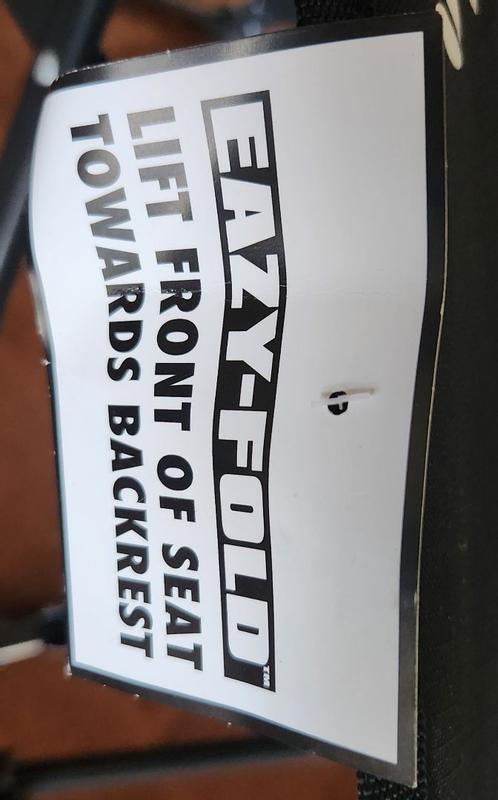 EAZY-FOLD™
LIFT FRONT OF SEAT
TOWARDS BACKREST